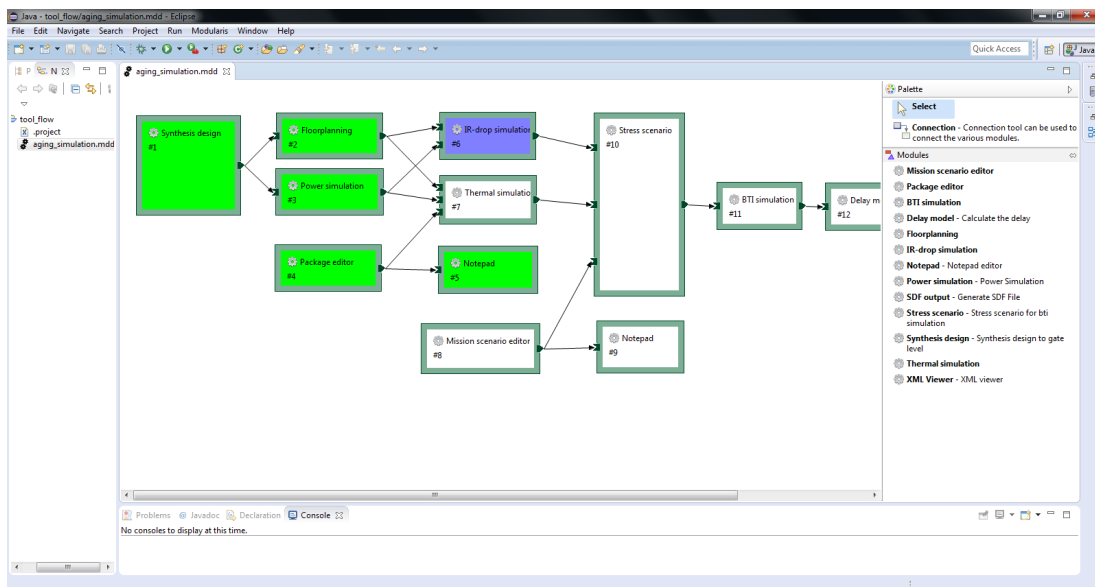 Java - tool_flow/aging_simulation.mdd - Eclipse
File Edit Navigate Search Project Run Modularis Window Help
Quick Access
Java
P
N
aging_simulation.mdd
tool_flow
.project
aging_simulation.mdd
Synthesis design
#1
Floorplanning
#2
Power simulation
#3
Package editor
#4
Notepad
#5
IR-drop simulation
#6
Thermal simulatio
#7
Mission scenario editor
#8
Notepad
#9
Stress scenario
#10
BTI simulation
#11
Delay m
#12
Palette
Select
Connection - Connection tool can be used to
connect the various modules.
Modules
Mission scenario editor
Package editor
BTI simulation
Delay model - Calculate the delay
Floorplanning
IR-drop simulation
Notepad - Notepad editor
Power simulation - Power Simulation
SDF output - Generate SDF File
Stress scenario - Stress scenario for bti
simulation
Synthesis design - Synthesis design to gate
level
Thermal simulation
XML Viewer - XML viewer
Problems @ Javadoc Declaration Console
No consoles to display at this time.